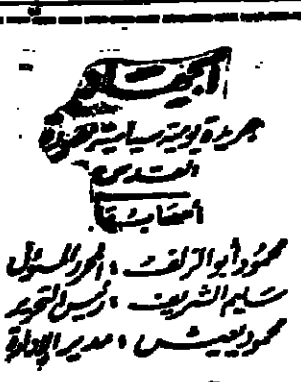 الجهاد
جريدة يومية سياسية
القدس
أصحابها
محمود أبو الزلف : المحرر المسؤول
سليم الشريف : رئيس التحرير
محمود يعيش : مدير الإدارة